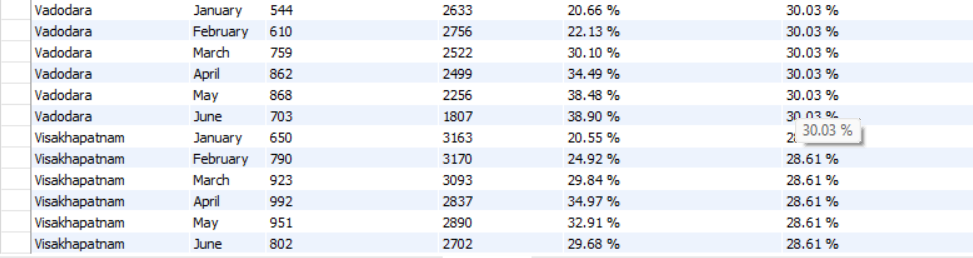 Vadodara January 544 2633 20.66 % 30.03 %
Vadodara February 610 2756 22.13 % 30.03 %
Vadodara March 759 2522 30.10 % 30.03 %
Vadodara April 862 2499 34.49 % 30.03 %
Vadodara May 868 2256 38.48 % 30.03 %
Vadodara June 703 1807 38.90 % 30.03 %
30.03 %
Visakhapatnam January 650 3163 20.55 %
Visakhapatnam February 790 3170 24.92 % 28.61 %
Visakhapatnam March 923 3093 29.84 % 28.61 %
Visakhapatnam April 992 2837 34.97 % 28.61 %
Visakhapatnam May 951 2890 32.91 % 28.61 %
Visakhapatnam June 802 2702 29.68 % 28.61 %